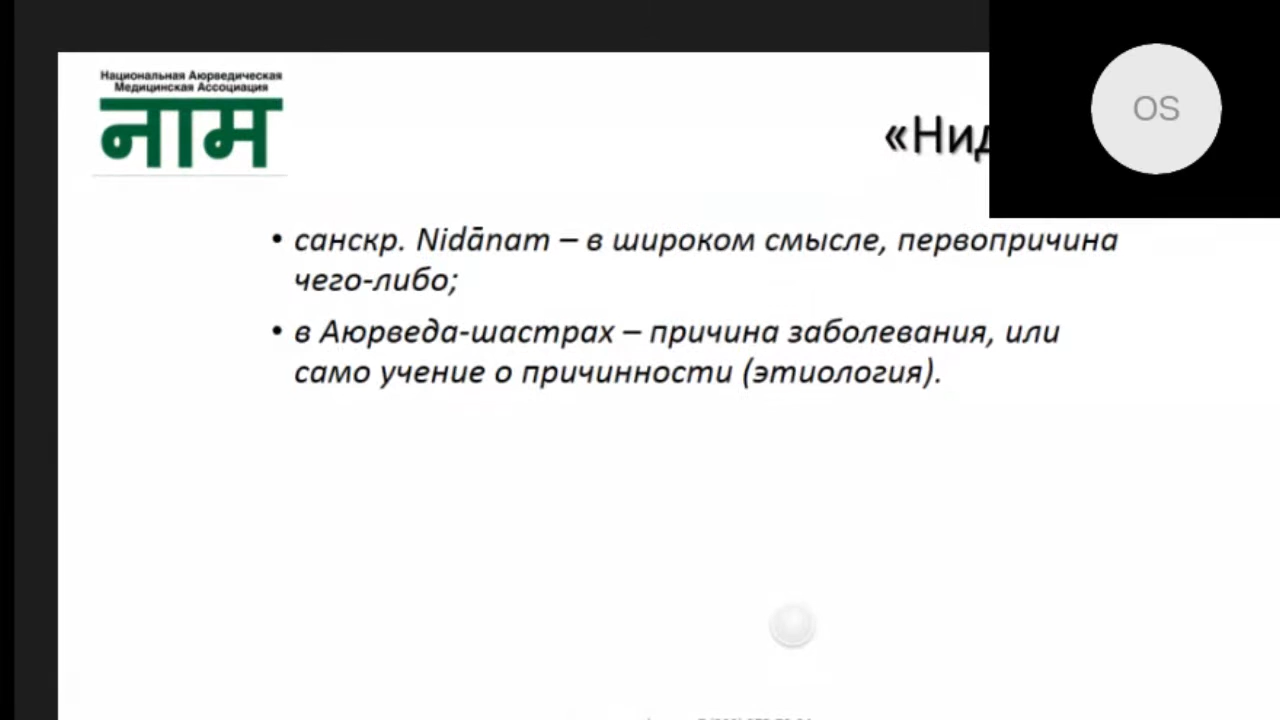 Национальная Аюрведическая
Медицинская Ассоциация
नाम
«Нид
OS
• санскр. Nidānam – в широком смысле, первопричина
чего-либо;
• в Аюрведа-шастрах – причина заболевания, или
само учение о причинности (этиология).